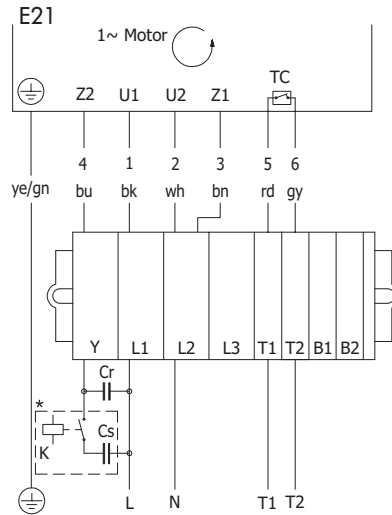 E21
1~ Motor
TC
Z2 U1 U2 Z1
4 1 2 3 5 6
ye/gn bu bk wh bn rd gy
Y L1 L2 L3 T1 T2 B1 B2
Cr
*
K Cs
L N T1 T2